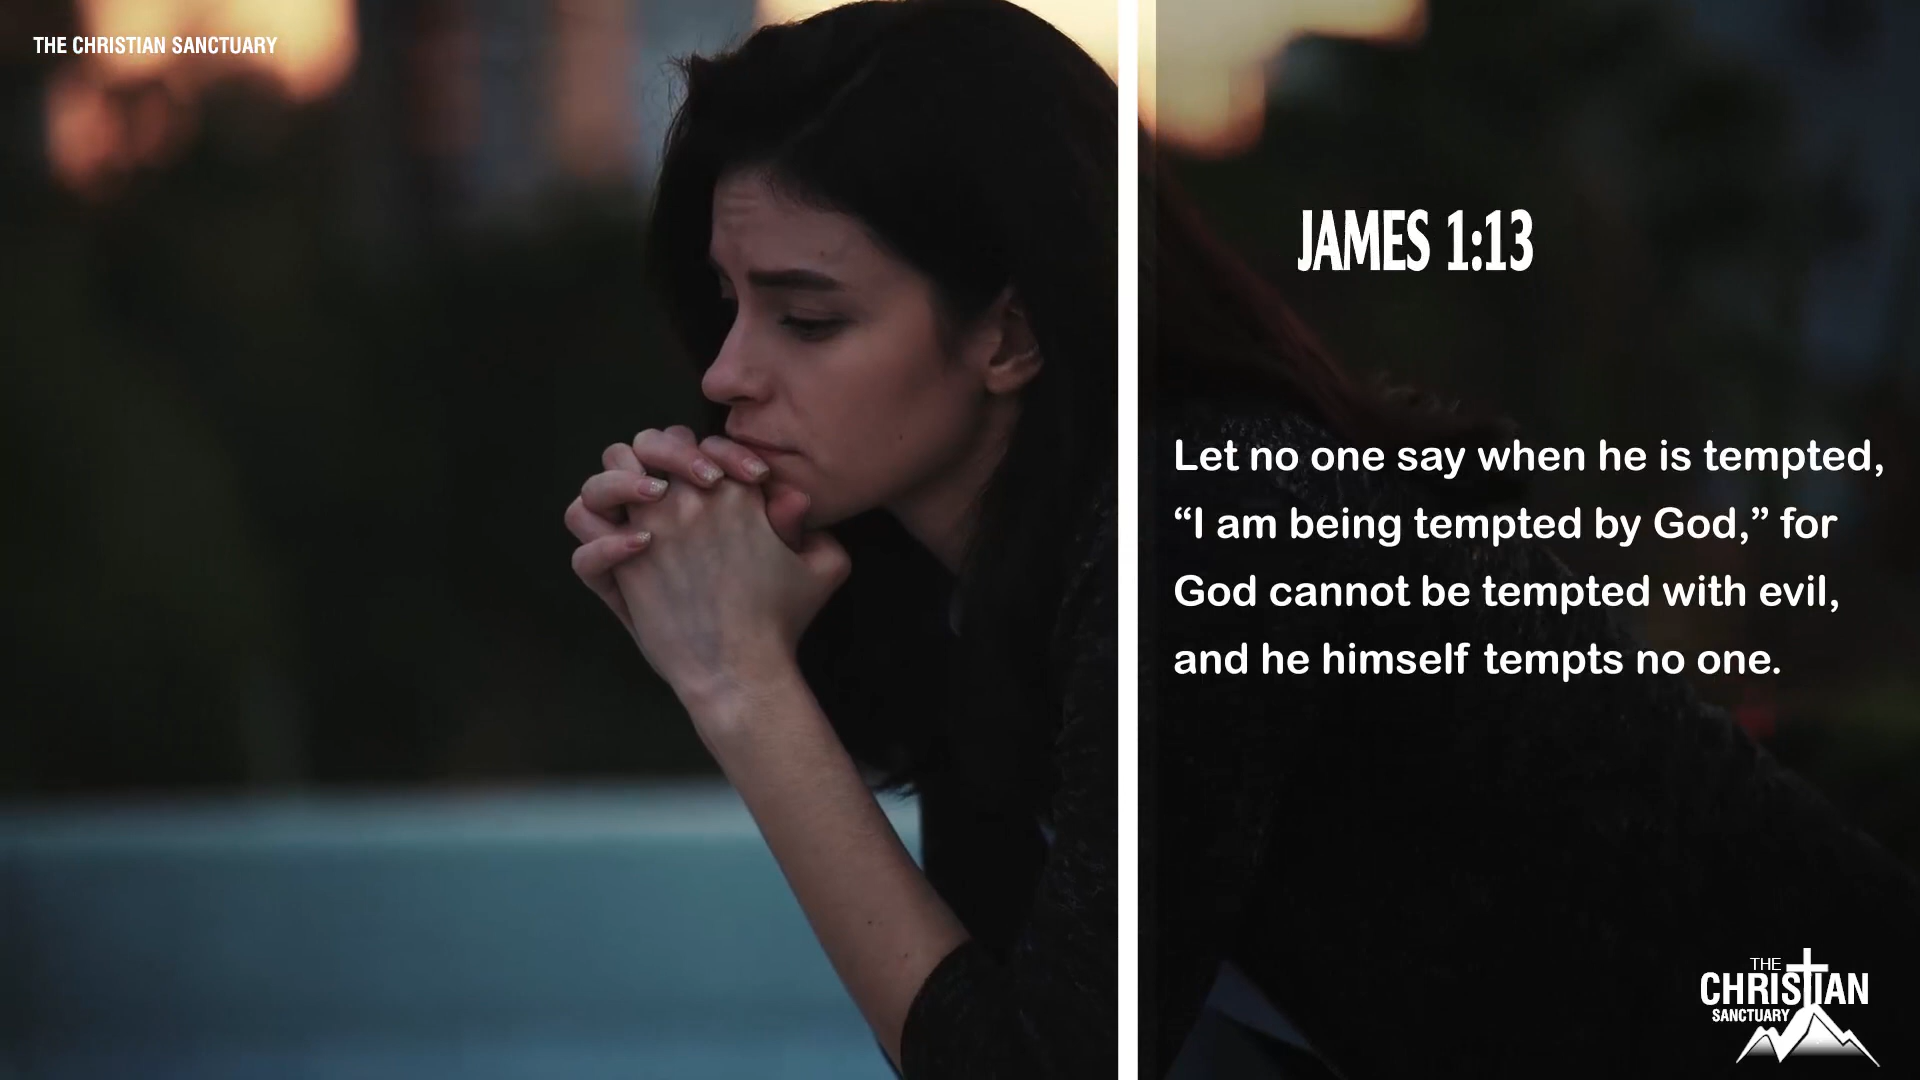 THE CHRISTIAN SANCTUARY
JAMES 1:13
Let no one say when he is tempted,
“I am being tempted by God,” for
God cannot be tempted with evil,
and he himself tempts no one.
THE
CHRISTIAN
SANCTUARY